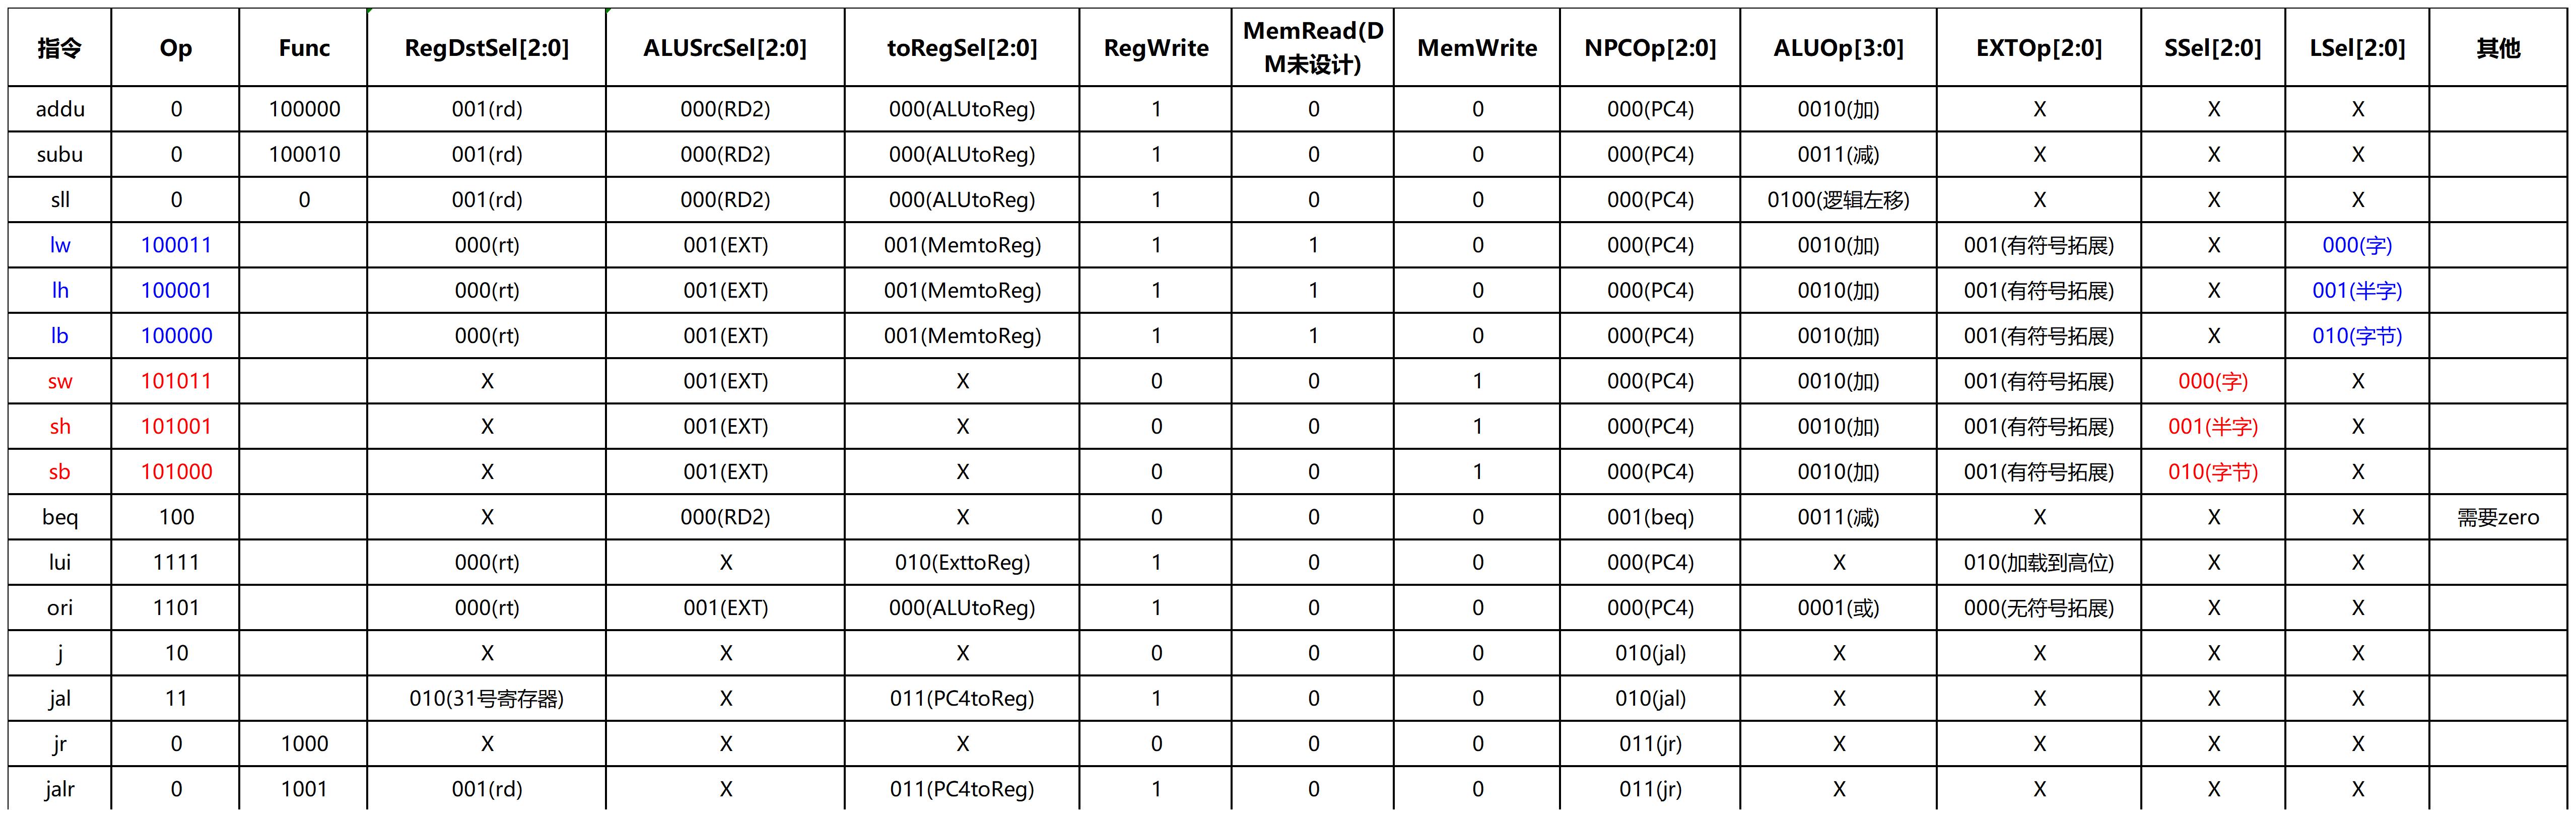 指令 Op Func RegDstSel[2:0] ALUSrcSel[2:0] toRegSel[2:0] RegWrite MemRead(D MemWrite NPCOp[2:0] ALUOp[3:0] EXTOp[2:0] SSel[2:0] LSel[2:0] 其他
M未设计)
addu 0 100000 001(rd) 000(RD2) 000(ALUtoReg) 1 0 0 000(PC4) 0010(加) X X X
subu 0 100010 001(rd) 000(RD2) 000(ALUtoReg) 1 0 0 000(PC4) 0011(减) X X X
sll 0 0 001(rd) 000(RD2) 000(ALUtoReg) 1 0 0 000(PC4) 0100(逻辑左移) X X X
lw 100011 000(rt) 001(EXT) 001(MemtoReg) 1 1 0 000(PC4) 0010(加) 001(有符号拓展) X 000(字)
lh 100001 000(rt) 001(EXT) 001(MemtoReg) 1 1 0 000(PC4) 0010(加) 001(有符号拓展) X 001(半字)
lb 100000 000(rt) 001(EXT) 001(MemtoReg) 1 1 0 000(PC4) 0010(加) 001(有符号拓展) X 010(字节)
sw 101011 X 001(EXT) X 0 0 1 000(PC4) 0010(加) 001(有符号拓展) 000(字) X
sh 101001 X 001(EXT) X 0 0 1 000(PC4) 0010(加) 001(有符号拓展) 001(半字) X
sb 101000 X 001(EXT) X 0 0 1 000(PC4) 0010(加) 001(有符号拓展) 010(字节) X
beq 100 X 000(RD2) X 0 0 0 001(beq) 0011(减) X X X 需要zero
lui 1111 000(rt) X 010(ExttoReg) 1 0 0 000(PC4) X 010(加载到高位) X X
ori 1101 000(rt) 001(EXT) 000(ALUtoReg) 1 0 0 000(PC4) 0001(或) 000(无符号拓展) X X
j 10 X X X 0 0 0 010(jal) X X X X
jal 11 010(31号寄存器) X 011(PC4toReg) 1 0 0 010(jal) X X X X
jr 0 1000 X X X 0 0 0 011(jr) X X X X
jalr 0 1001 001(rd) X 011(PC4toReg) 1 0 0 011(jr) X X X X